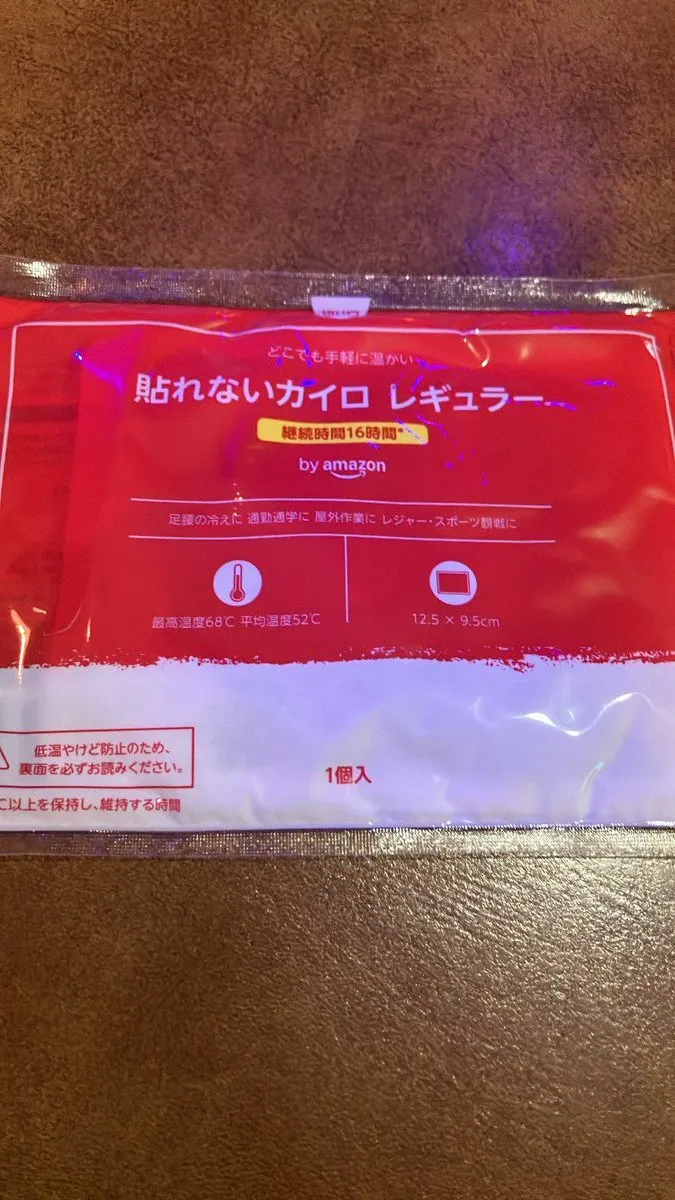 どこでも手軽に温かい
貼れないカイロ レギュラー
継続時間16時間*
by amazon
足腰の冷えに 通勤通学に 屋外作業に レジャー・スポーツ観戦に
最高温度68℃ 平均温度52℃
12.5 × 9.5cm
低温やけど防止のため、
裏面を必ずお読みください。
1個入
℃以上を保持し、維持する時間